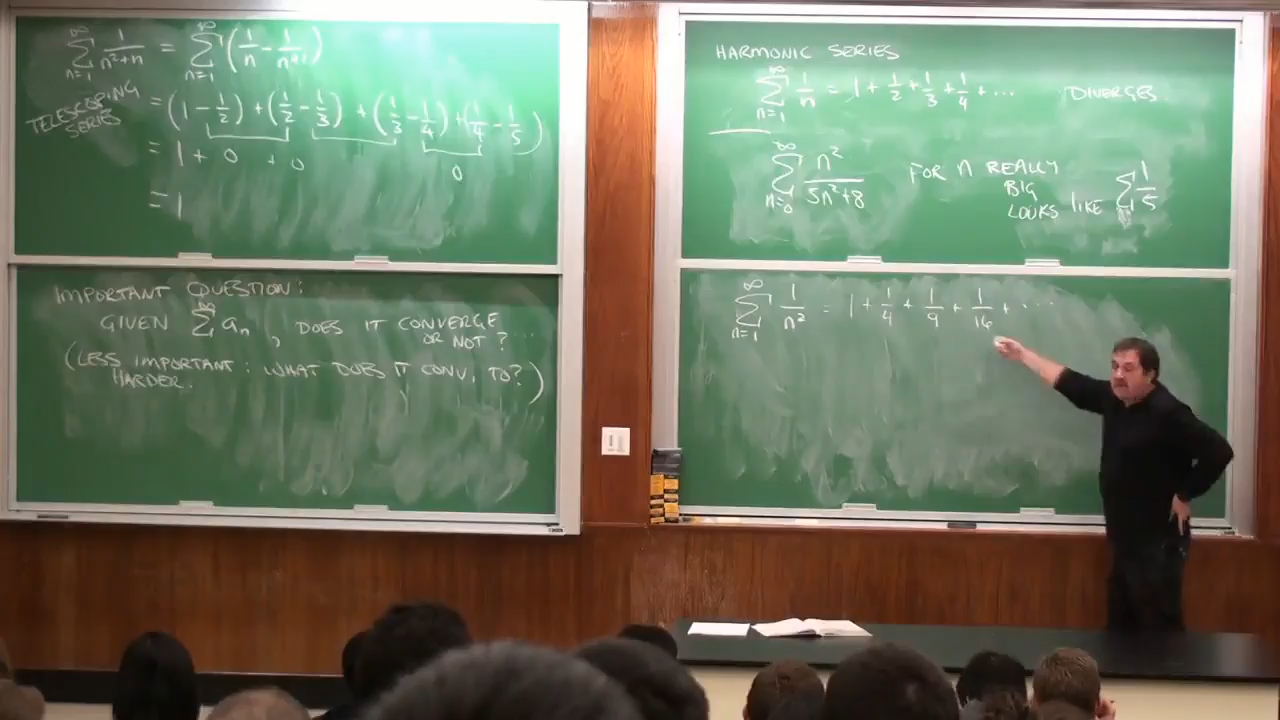 ∞∑n=1 1/(n²+n) = ∞∑n=1 (1/n - 1/(n+1))
TELESCOPING SERIES
= (1 - 1/2) + (1/2 - 1/3) + (1/3 - 1/4) + (1/4 - 1/5)
= 1 + 0 + 0 0
= 1
IMPORTANT QUESTION:
GIVEN ∞∑ aₙ, DOES IT CONVERGE
OR NOT?
(LESS IMPORTANT: WHAT DOES IT CONV. TO?)
HARDER.
HARMONIC SERIES
∞∑n=1 1/n = 1 + 1/2 + 1/3 + 1/4 + ... DIVERGES
∞∑n=0 n²/(5n²+8) FOR n REALLY
BIG
LOOKS LIKE ∑ 1/5
∞∑n=1 1/n² = 1 + 1/4 + 1/9 + 1/16 + ...